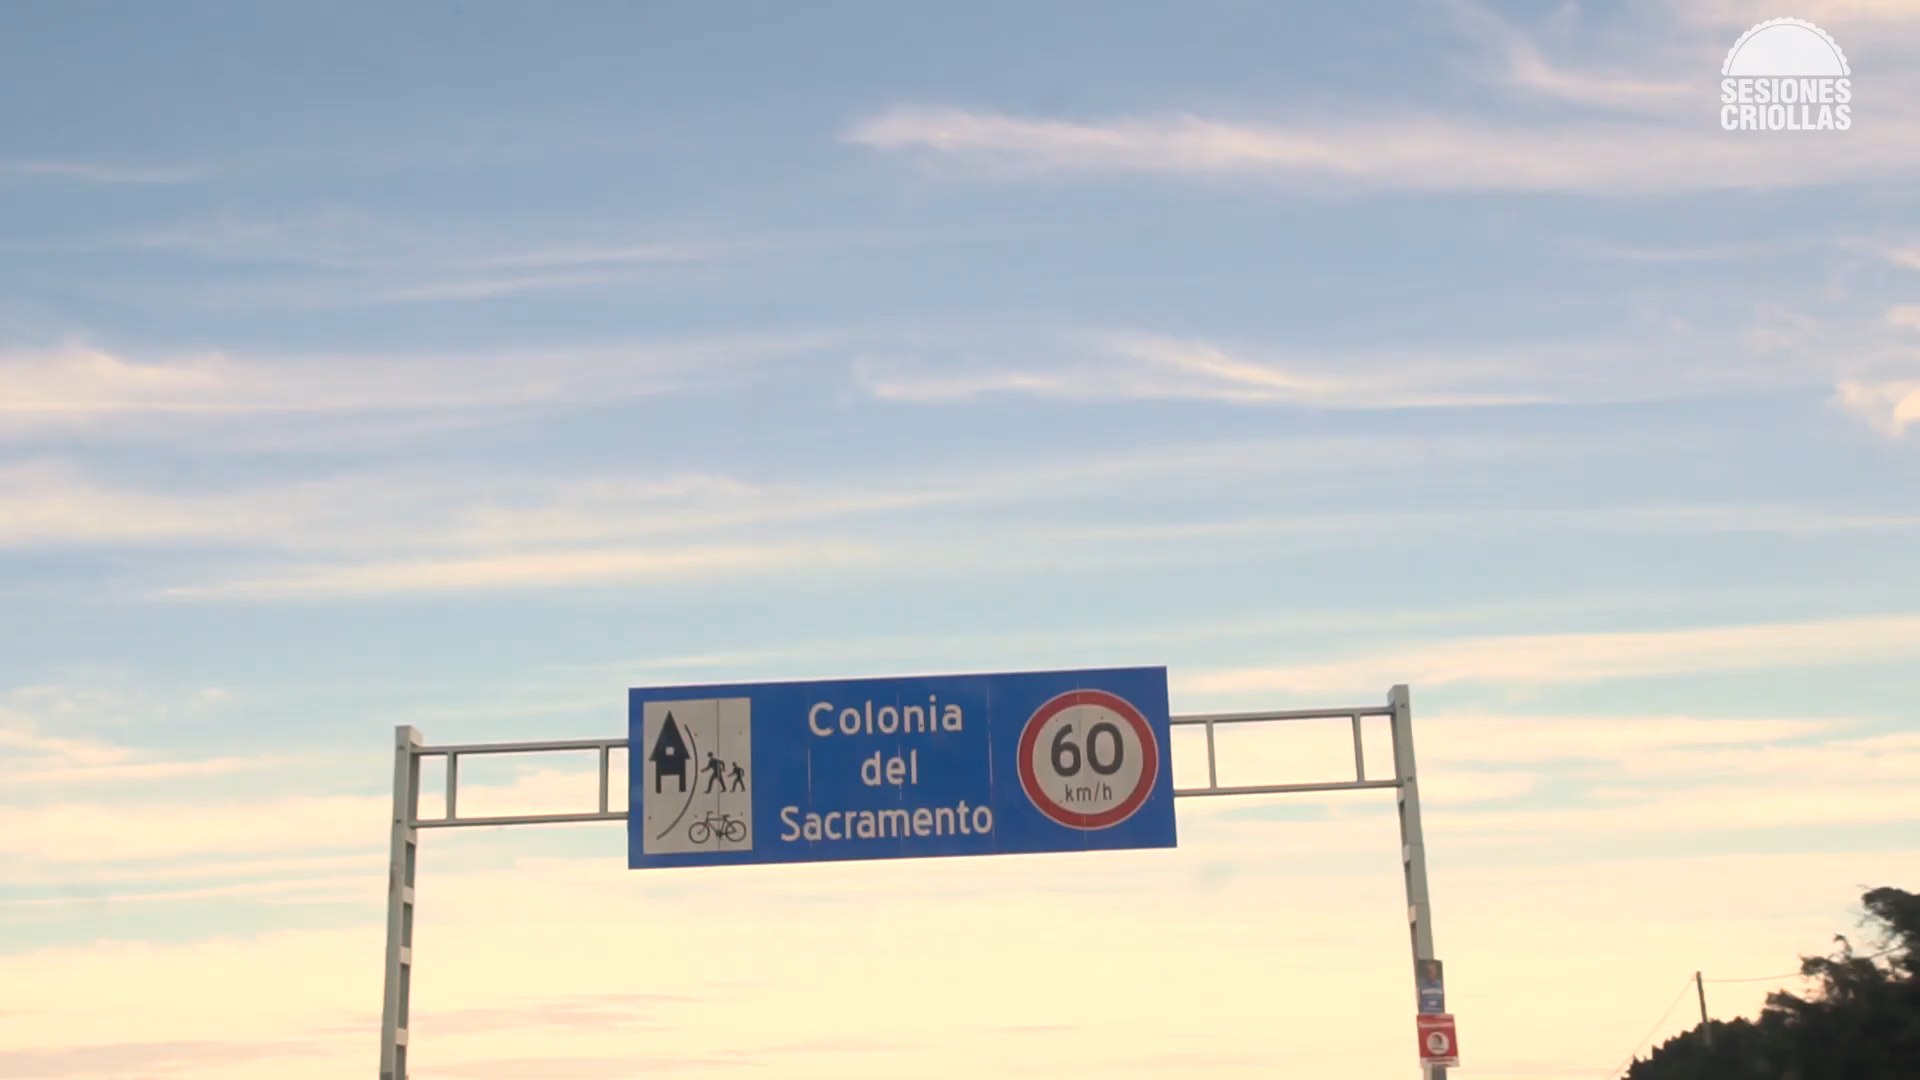 SESIONES
CRIOLLAS
Colonia
del
Sacramento
60
km/h